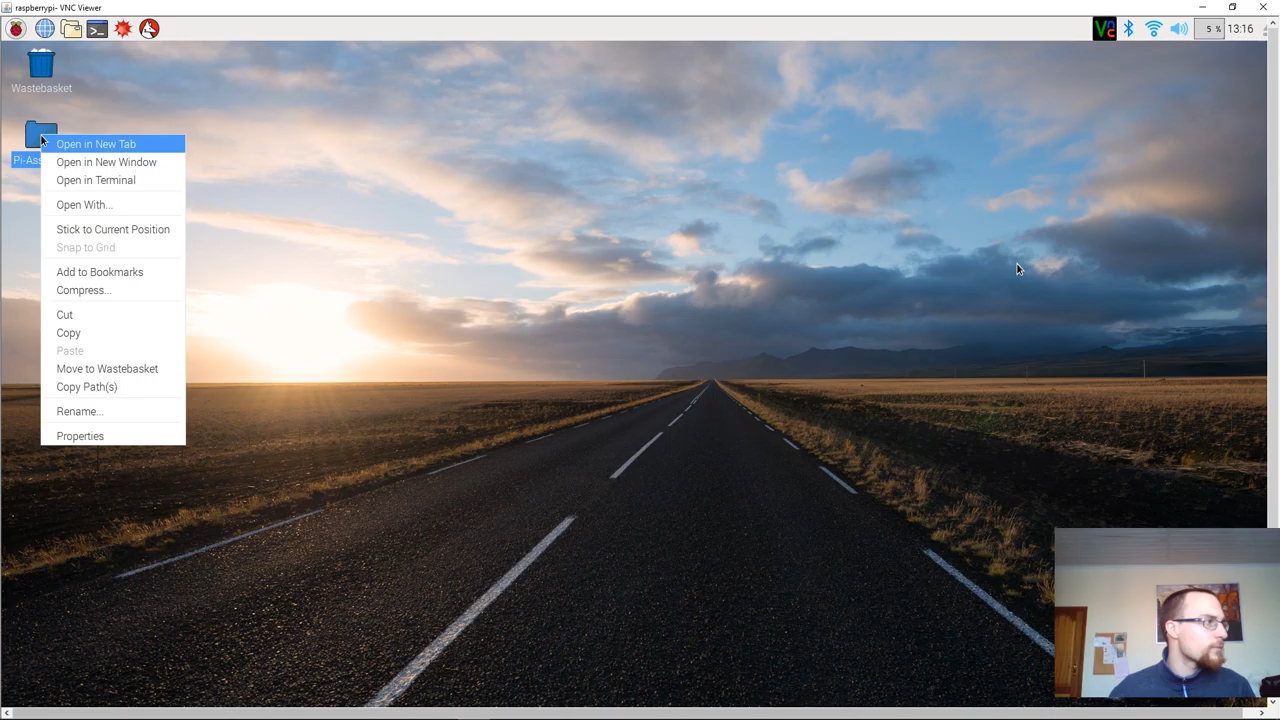 raspberrypi- VNC Viewer
5 %
13:16
Wastebasket
Open in New Tab
Open in New Window
Open in Terminal
Open With...
Stick to Current Position
Snap to Grid
Add to Bookmarks
Compress...
Cut
Copy
Paste
Move to Wastebasket
Copy Path(s)
Rename...
Properties